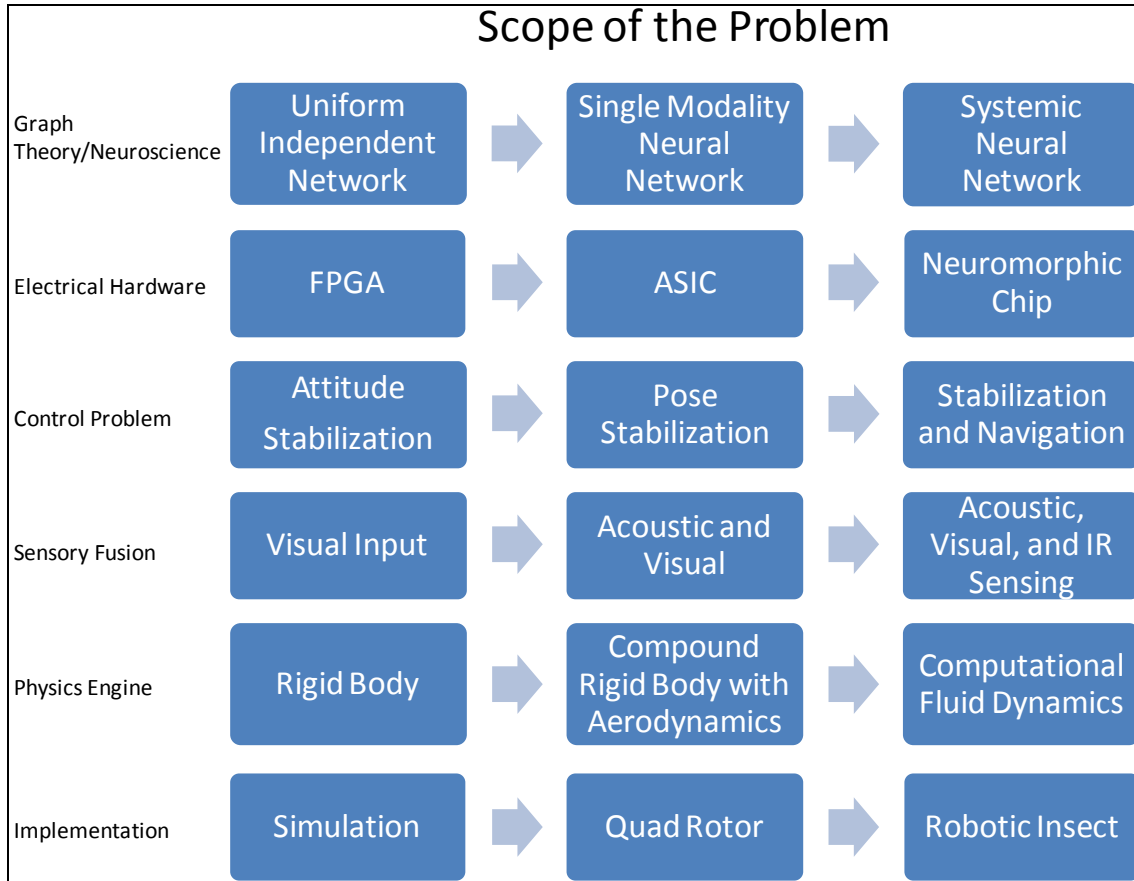 Scope of the Problem
Graph
Theory/Neuroscience
Uniform
Independent
Network
Single Modality
Neural
Network
Systemic
Neural
Network
Electrical Hardware
FPGA
ASIC
Neuromorphic
Chip
Control Problem
Attitude
Stabilization
Pose
Stabilization
Stabilization
and Navigation
Sensory Fusion
Visual Input
Acoustic and
Visual
Acoustic,
Visual, and IR
Sensing
Physics Engine
Rigid Body
Compound
Rigid Body with
Aerodynamics
Computational
Fluid Dynamics
Implementation
Simulation
Quad Rotor
Robotic Insect